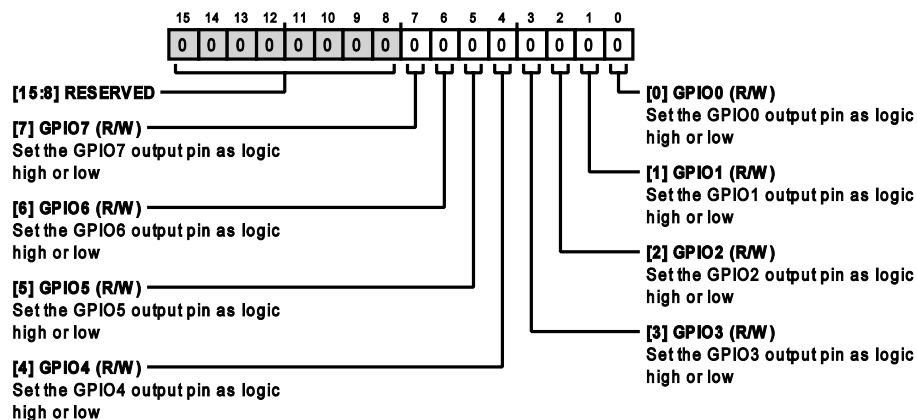 15 14 13 12 11 10 9 8 7 6 5 4 3 2 1 0
0 0 0 0 0 0 0 0 0 0 0 0 0 0 0 0
[15:8] RESERVED
[7] GPIO7 (R/W)
Set the GPIO7 output pin as logic
high or low
[6] GPIO6 (R/W)
Set the GPIO6 output pin as logic
high or low
[5] GPIO5 (R/W)
Set the GPIO5 output pin as logic
high or low
[4] GPIO4 (R/W)
Set the GPIO4 output pin as logic
high or low
[0] GPIO0 (R/W)
Set the GPIO0 output pin as logic
high or low
[1] GPIO1 (R/W)
Set the GPIO1 output pin as logic
high or low
[2] GPIO2 (R/W)
Set the GPIO2 output pin as logic
high or low
[3] GPIO3 (R/W)
Set the GPIO3 output pin as logic
high or low